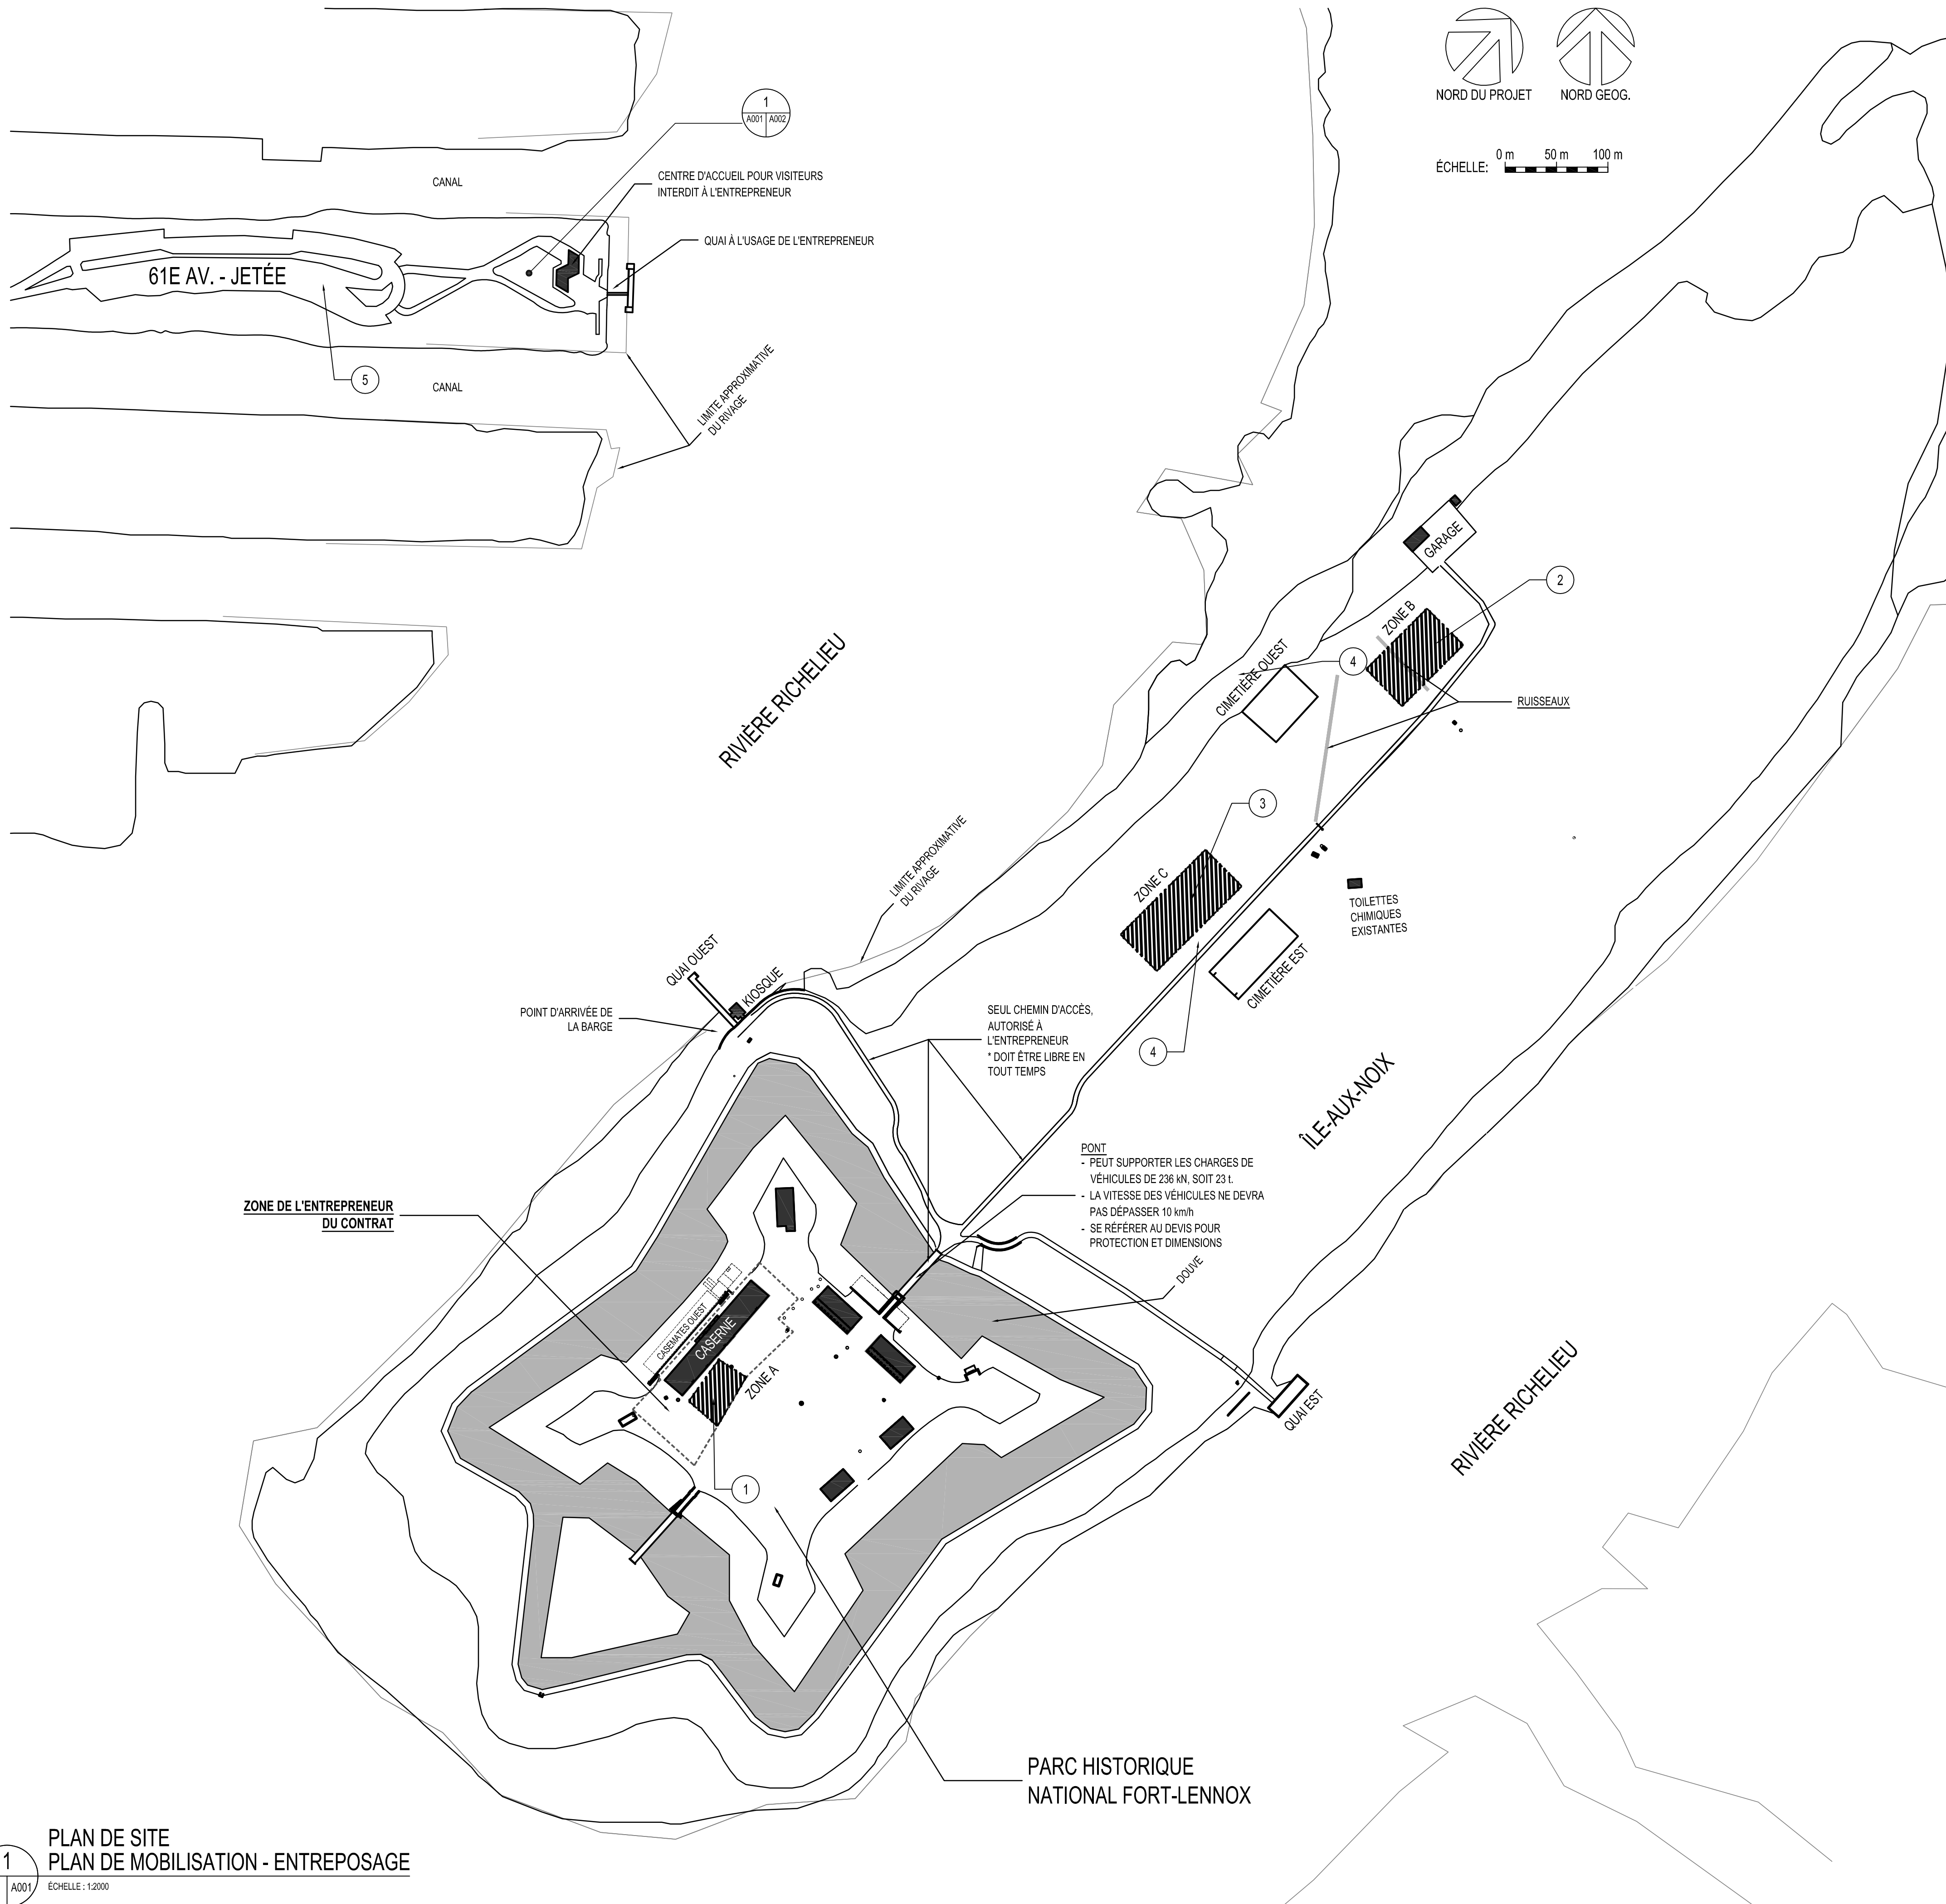 NORD DU PROJET
NORD GEOG.
ÉCHELLE:
0 m
50 m
100 m
1
A001
A002
CANAL
CENTRE D'ACCUEIL POUR VISITEURS
INTERDIT À L'ENTREPRENEUR
QUAI À L'USAGE DE L'ENTREPRENEUR
61E AV. - JETÉE
5
CANAL
LIMITE APPROXIMATIVE
DU RIVAGE
GARAGE
2
ZONE B
4
CIMETIÈRE OUEST
RUISSEAUX
RIVIÈRE RICHELIEU
3
ZONE C
LIMITE APPROXIMATIVE
DU RIVAGE
TOILETTES
CHIMIQUES
EXISTANTES
CIMETIÈRE EST
4
QUAI OUEST
KIOSQUE
POINT D'ARRIVÉE DE
LA BARGE
SEUL CHEMIN D'ACCÈS,
AUTORISÉ À
L'ENTREPRENEUR
* DOIT ÊTRE LIBRE EN
TOUT TEMPS
ÎLE-AUX-NOIX
PONT
- PEUT SUPPORTER LES CHARGES DE
VÉHICULES DE 236 kN, SOIT 23 t.
- LA VITESSE DES VÉHICULES NE DEVRA
PAS DÉPASSER 10 km/h
- SE RÉFÉRER AU DEVIS POUR
PROTECTION ET DIMENSIONS
ZONE DE L'ENTREPRENEUR
DU CONTRAT
DOUVE
CASEMATES OUEST
CASERNE
ZONE A
QUAI EST
RIVIÈRE RICHELIEU
1
PARC HISTORIQUE
NATIONAL FORT-LENNOX
1
A001
PLAN DE SITE
PLAN DE MOBILISATION - ENTREPOSAGE
ÉCHELLE : 1:2000